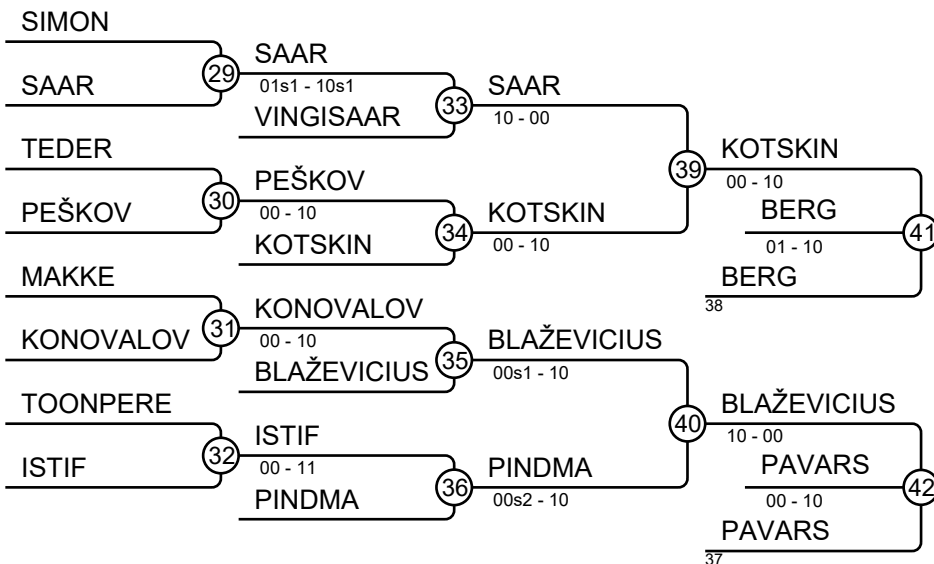 SIMON
29
SAAR
01s1 - 10s1
SAAR
VINGISAAR
33
SAAR
10 - 00
TEDER
30
PEŠKOV
00 - 10
PEŠKOV
KOTSKIN
34
KOTSKIN
00 - 10
39
KOTSKIN
00 - 10
BERG
01 - 10
41
BERG
38
MAKKE
31
KONOVALOV
00 - 10
KONOVALOV
BLAŽEVICIUS
35
BLAŽEVICIUS
00s1 - 10
TOONPERE
32
ISTIF
00 - 11
ISTIF
PINDMA
36
PINDMA
00s2 - 10
40
BLAŽEVICIUS
10 - 00
PAVARS
00 - 10
42
PAVARS
37